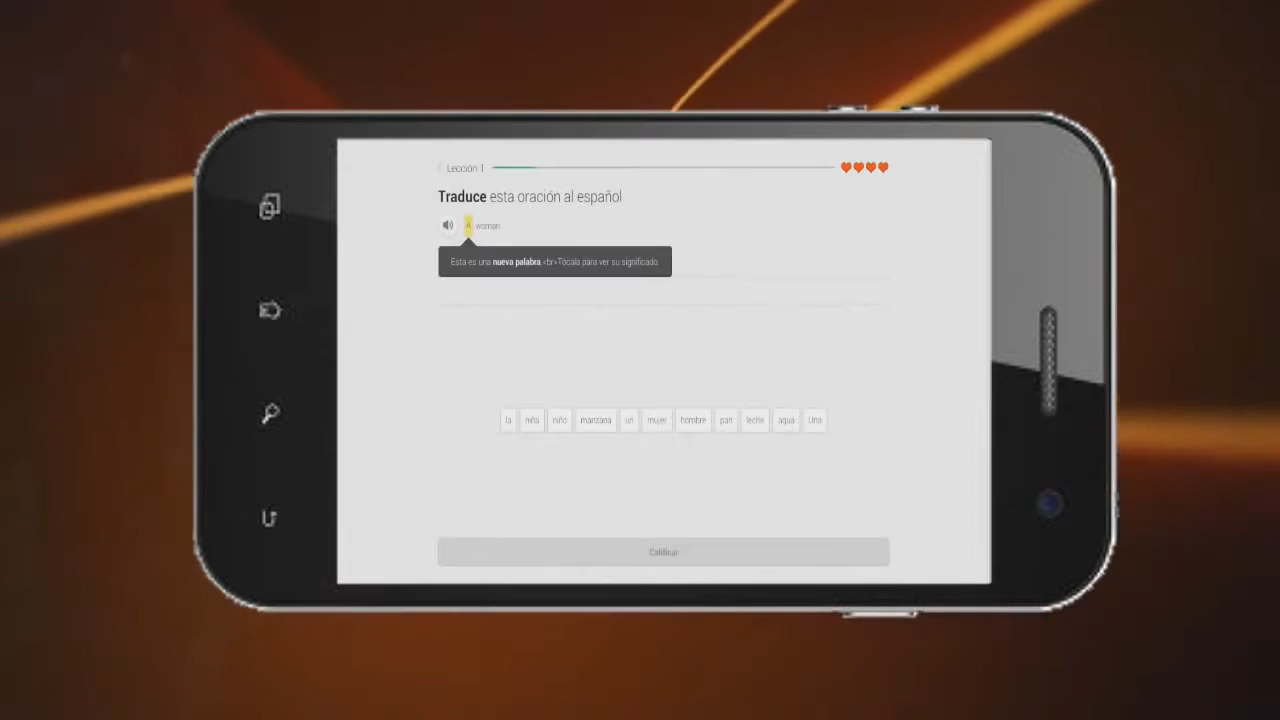 Lección 1
Traduce esta oración al español
A woman
Esta es una nueva palabra.<br>Tócala para ver su significado.
la niña niño manzana un mujer hombre pan leche agua Una
Calificar